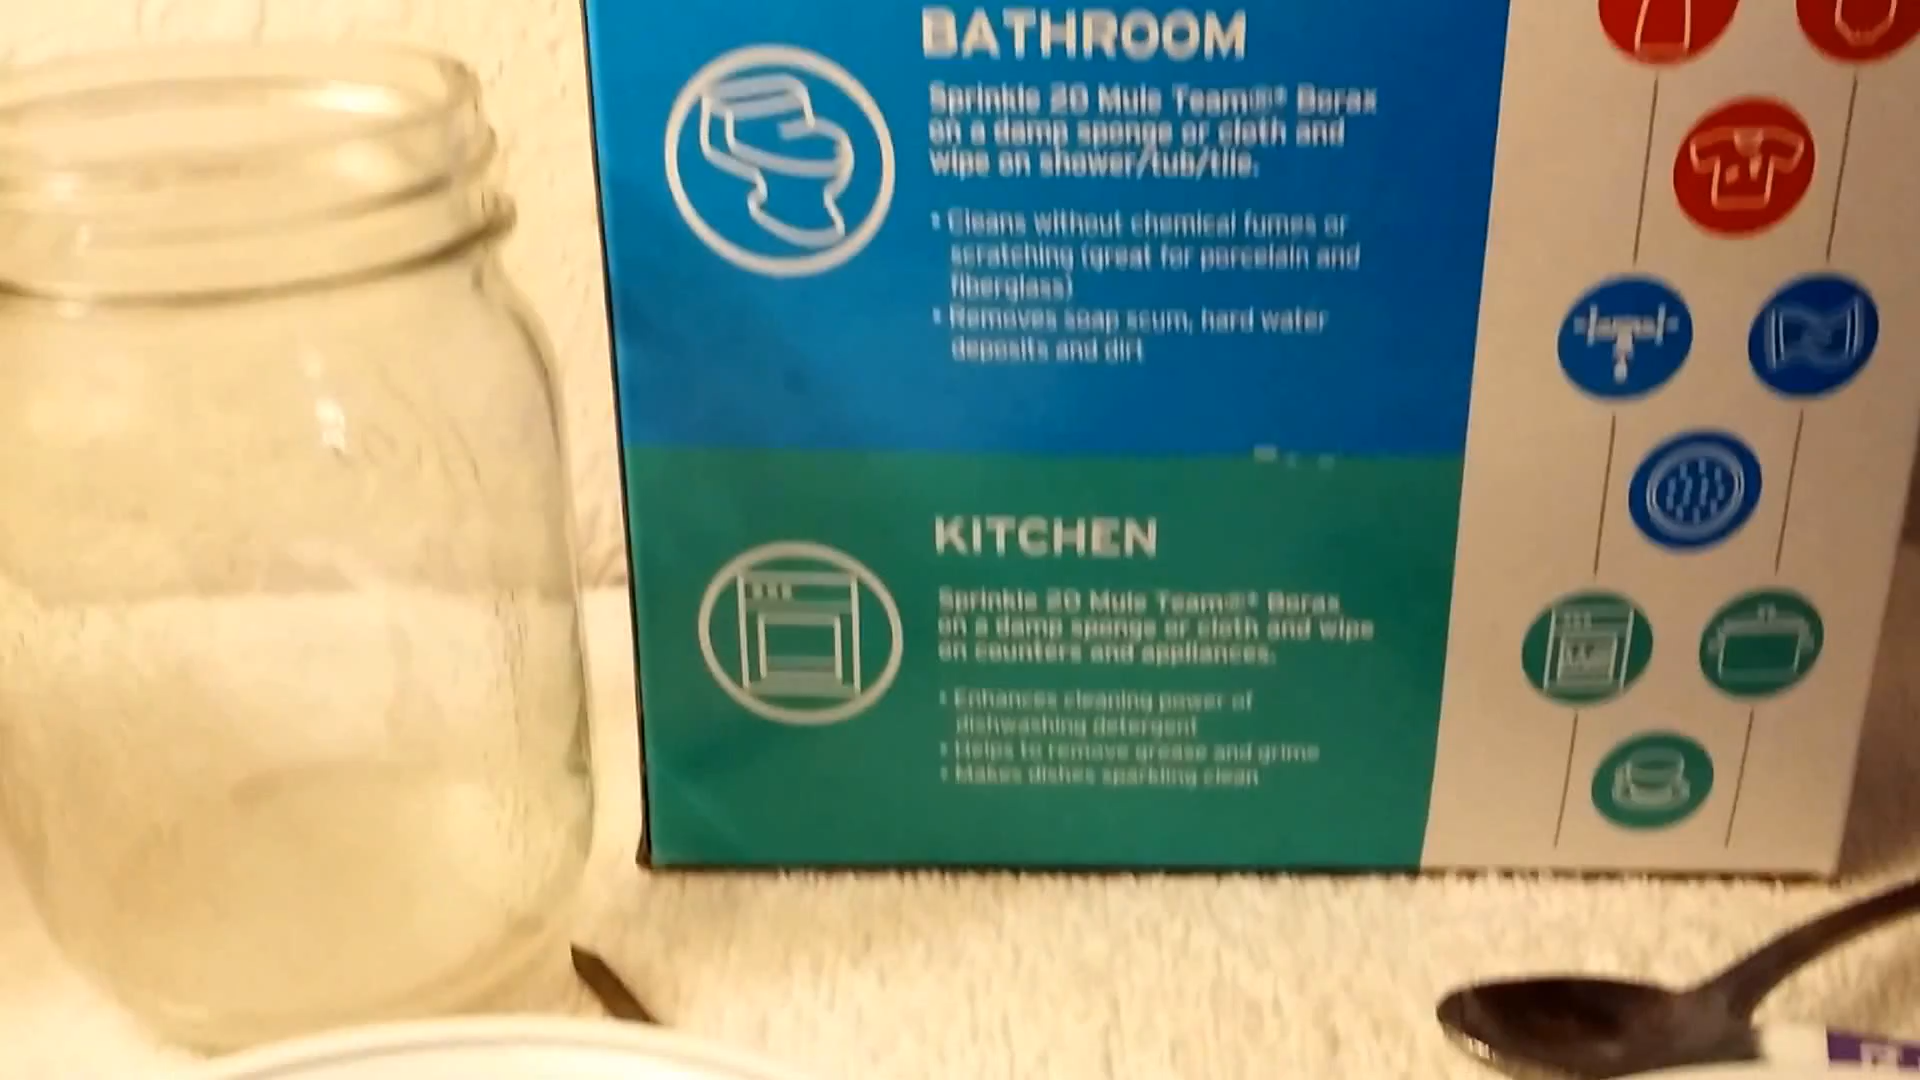 BATHROOM
Sprinkle 20 Mule Team®* Borax
on a damp sponge or cloth and
wipe on shower/tub/tile.
• Cleans without chemical fumes or
scratching (great for porcelain and
fiberglass)
• Removes soap scum, hard water
deposits and dirt
KITCHEN
Sprinkle 20 Mule Team®* Borax
on a damp sponge or cloth and wipe
on counters and appliances.
• Enhances cleaning power of
dishwashing detergent
• Helps to remove grease and grime
• Makes dishes sparkling clean